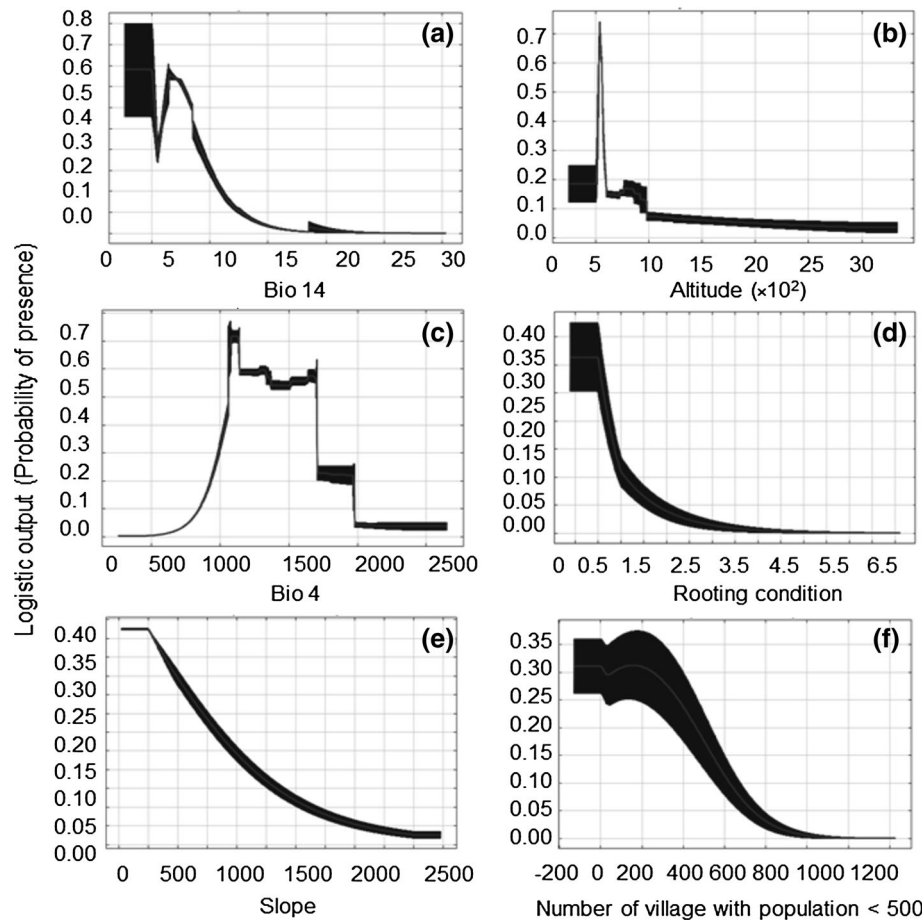 Logistic output (Probability of presence)
(a)
0.8
0.7
0.6
0.5
0.4
0.3
0.2
0.1
0.0
0 5 10 15 20 25 30
Bio 14
(b)
0.7
0.6
0.5
0.4
0.3
0.2
0.1
0.0
0 5 10 15 20 25 30
Altitude (×10²)
(c)
0.7
0.6
0.5
0.4
0.3
0.2
0.1
0.0
0 500 1000 1500 2000 2500
Bio 4
(d)
0.40
0.35
0.30
0.25
0.20
0.15
0.10
0.05
0.00
0 0.5 1.5 2.5 3.5 4.5 5.5 6.5
Rooting condition
(e)
0.40
0.35
0.30
0.25
0.20
0.15
0.10
0.05
0.00
0 500 1000 1500 2000 2500
Slope
(f)
0.35
0.30
0.25
0.20
0.15
0.10
0.05
0.00
-200 0 200 400 600 800 1000 1200
Number of village with population < 500